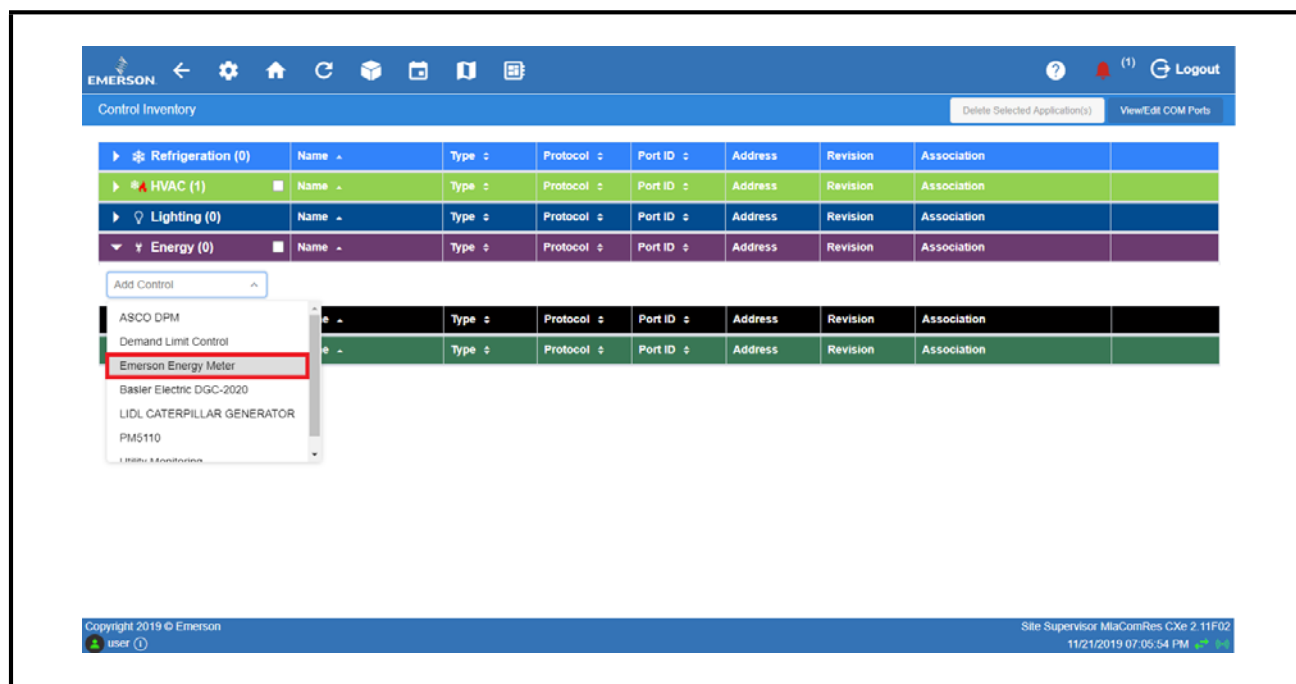 EMERSON (1) Logout
Control Inventory Delete Selected Application(s) View/Edit COM Ports
Refrigeration (0) Name Type Protocol Port ID Address Revision Association
HVAC (1) Name Type Protocol Port ID Address Revision Association
Lighting (0) Name Type Protocol Port ID Address Revision Association
Energy (0) Name Type Protocol Port ID Address Revision Association
Add Control
Type Protocol Port ID Address Revision Association
ASCO DPM
Demand Limit Control
Type Protocol Port ID Address Revision Association
Emerson Energy Meter
Basler Electric DGC-2020
LIDL CATERPILLAR GENERATOR
PM5110
Utility Monitoring
Copyright 2019 © Emerson Site Supervisor MlaComRes CXe 2.11F02
user 11/21/2019 07:05:54 PM